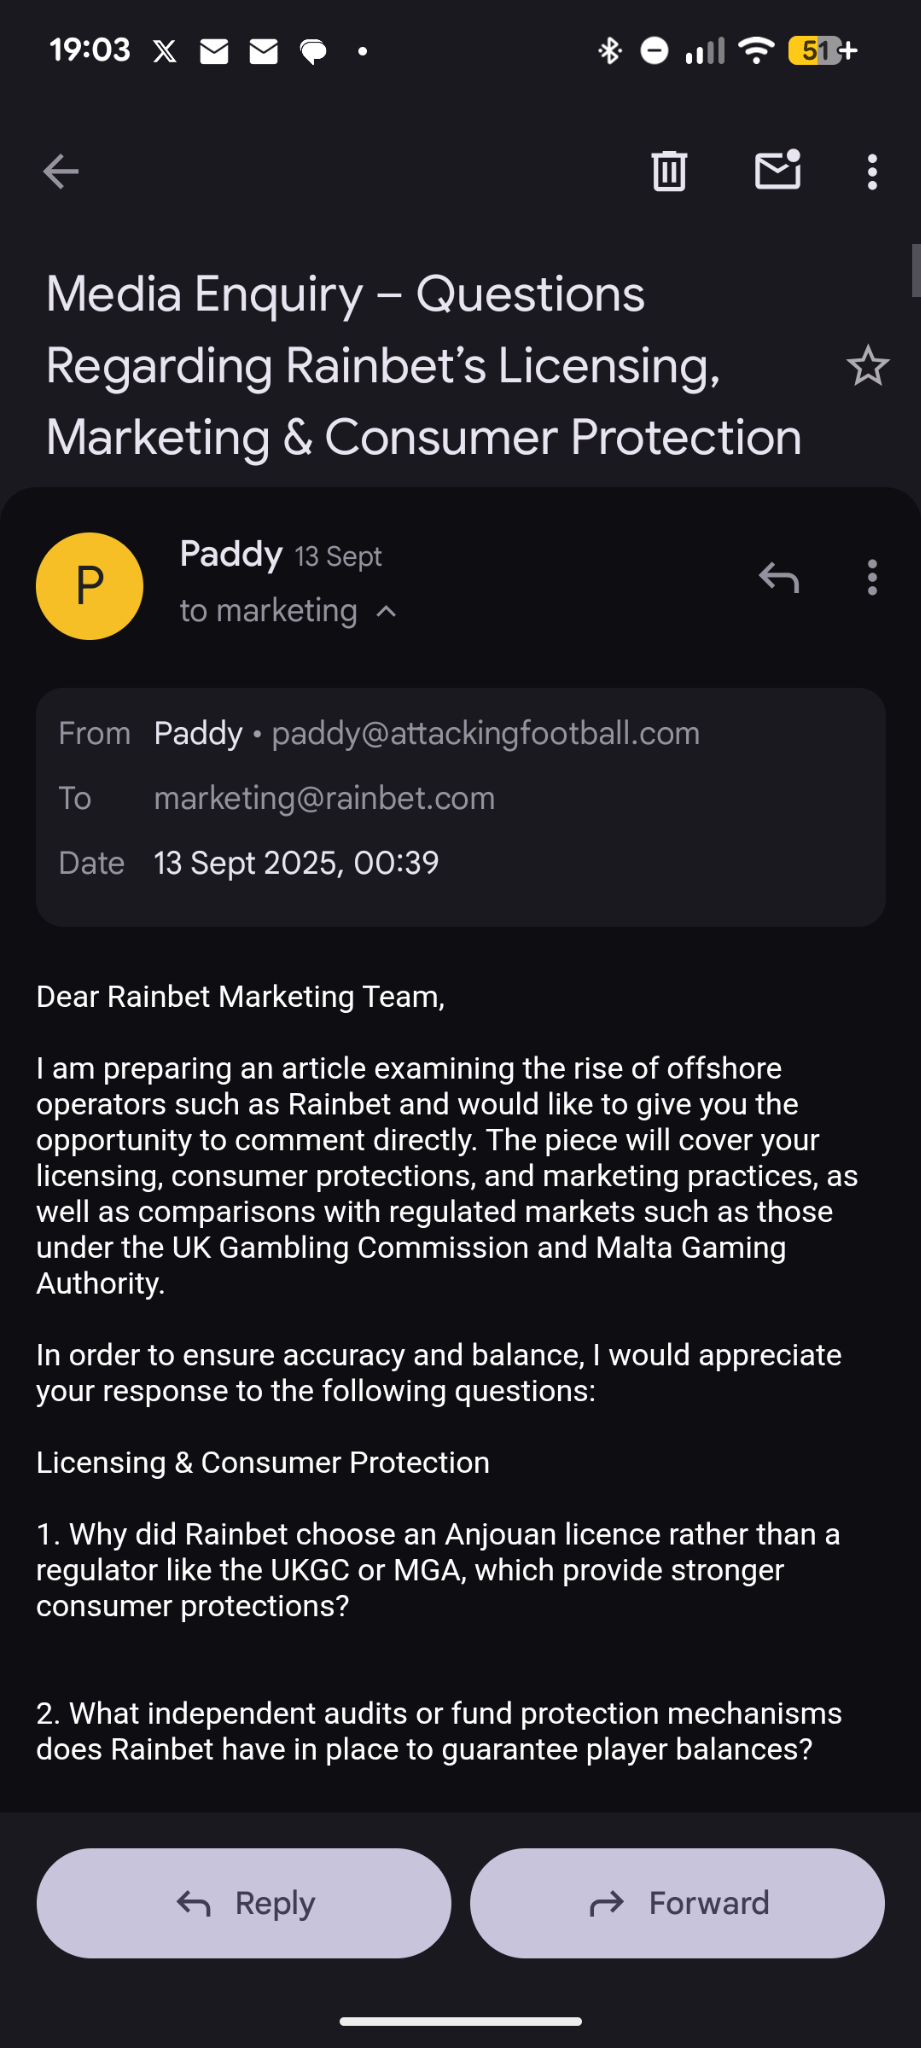 19:03
51
Media Enquiry – Questions
Regarding Rainbet’s Licensing,
Marketing & Consumer Protection
P
Paddy 13 Sept
to marketing
From Paddy • paddy@attackingfootball.com
To marketing@rainbet.com
Date 13 Sept 2025, 00:39
Dear Rainbet Marketing Team,
I am preparing an article examining the rise of offshore
operators such as Rainbet and would like to give you the
opportunity to comment directly. The piece will cover your
licensing, consumer protections, and marketing practices, as
well as comparisons with regulated markets such as those
under the UK Gambling Commission and Malta Gaming
Authority.
In order to ensure accuracy and balance, I would appreciate
your response to the following questions:
Licensing & Consumer Protection
1. Why did Rainbet choose an Anjouan licence rather than a
regulator like the UKGC or MGA, which provide stronger
consumer protections?
2. What independent audits or fund protection mechanisms
does Rainbet have in place to guarantee player balances?
Reply
Forward